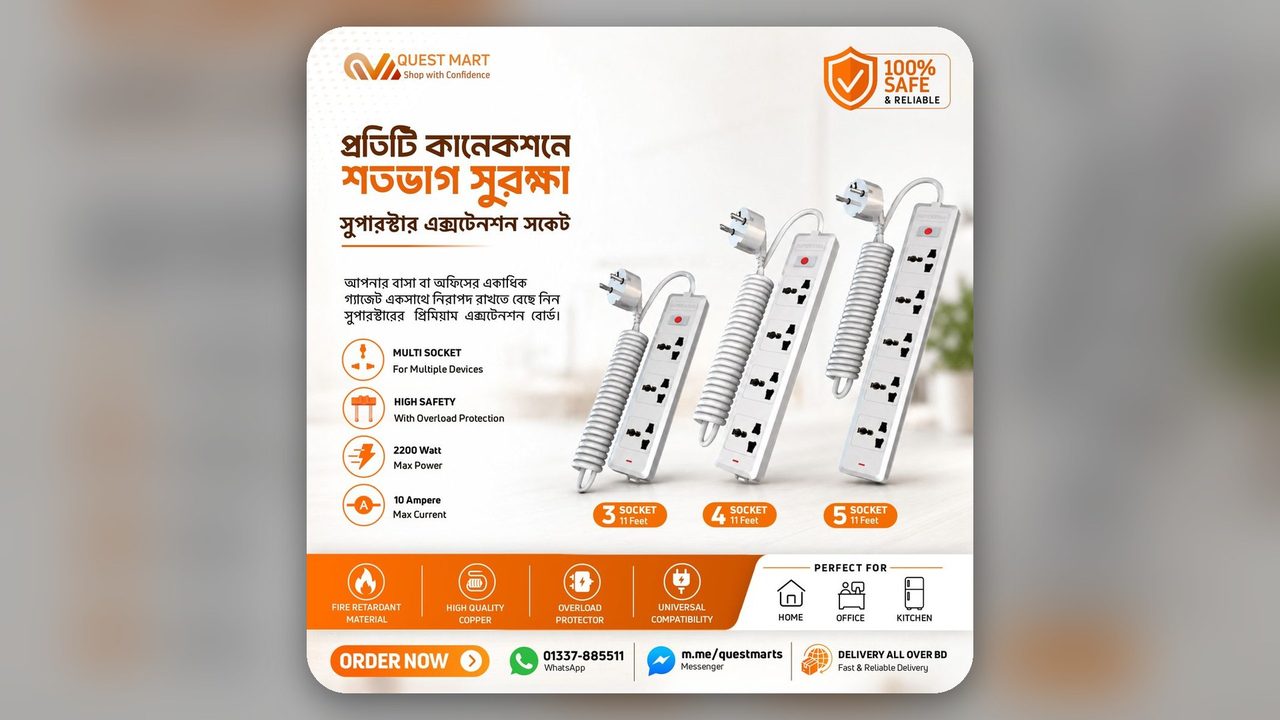 QUEST MART
Shop with Confidence
100%
SAFE
& RELIABLE
প্রতিটি কানেকশনে
শতভাগ সুরক্ষা
সুপারস্টার এক্সটেনশন সকেট
আপনার বাসা বা অফিসের একাধিক
গ্যাজেট একসাথে নিরাপদ রাখতে বেছে নিন
সুপারস্টারের প্রিমিয়াম এক্সটেনশন বোর্ড।
MULTI SOCKET
For Multiple Devices
HIGH SAFETY
With Overload Protection
2200 Watt
Max Power
A
10 Ampere
Max Current
3 SOCKET
11 Feet
4 SOCKET
11 Feet
5 SOCKET
11 Feet
FIRE RETARDANT
MATERIAL
HIGH QUALITY
COPPER
OVERLOAD
PROTECTOR
UNIVERSAL
COMPATIBILITY
PERFECT FOR
HOME
OFFICE
KITCHEN
ORDER NOW
01337-885511
WhatsApp
m.me/questmarts
Messenger
DELIVERY ALL OVER BD
Fast & Reliable Delivery